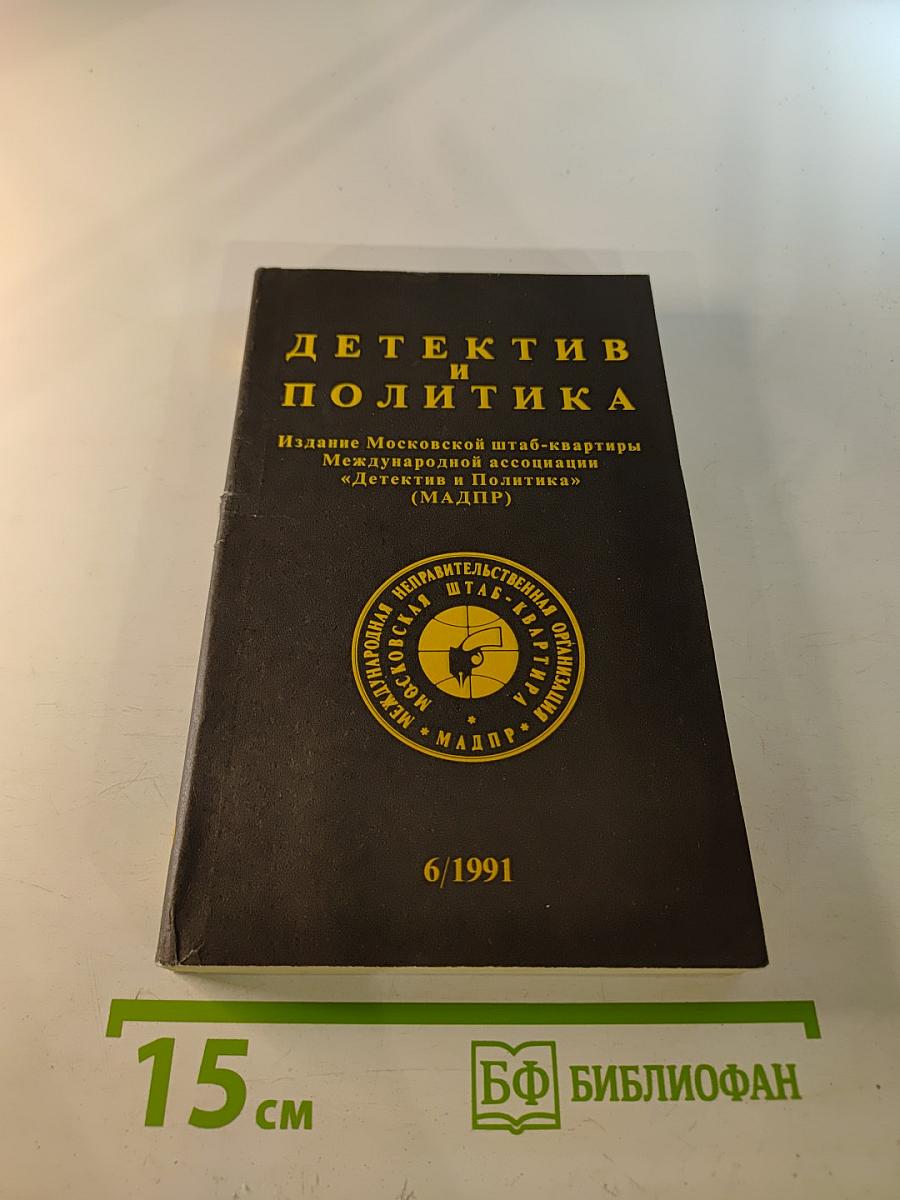 ДЕТЕКТИВ
И
ПОЛИТИКА
Издание Московской штаб-квартиры
Международной ассоциации
«Детектив и Политика»
(МАДПР)
МЕЖДУНАРОДНАЯ НЕПРАВИТЕЛЬСТВЕННАЯ ОРГАНИЗАЦИЯ
МОСКОВСКАЯ ШТАБ-КВАРТИРА
* МАДПР *
6/1991
15 см
БФ БИБЛИОФАН